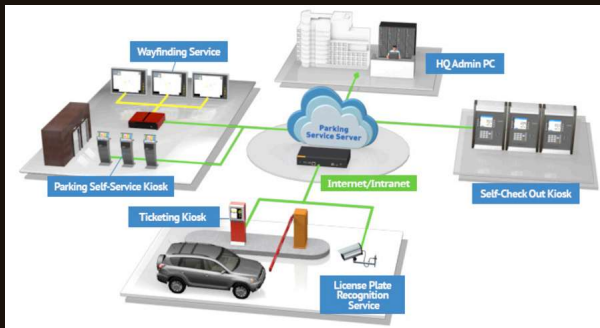 Wayfinding Service
HQ Admin PC
Parking
Service Server
Parking Self-Service Kiosk
Internet/Intranet
Self-Check Out Kiosk
Ticketing Kiosk
License Plate
Recognition
Service